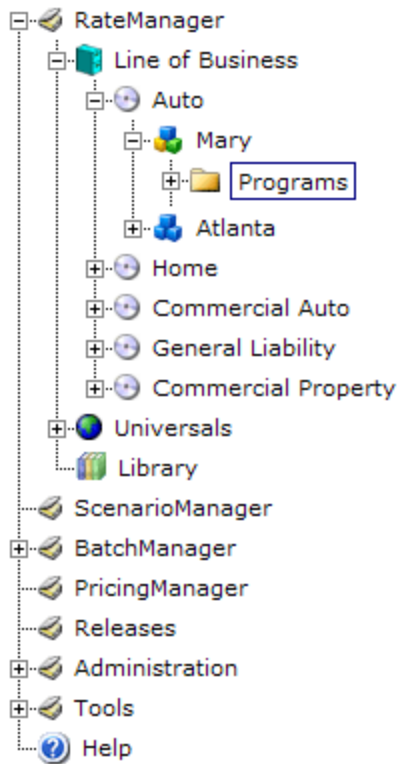 RateManager
Line of Business
Auto
Mary
Programs
Atlanta
Home
Commercial Auto
General Liability
Commercial Property
Universals
Library
ScenarioManager
BatchManager
PricingManager
Releases
Administration
Tools
Help